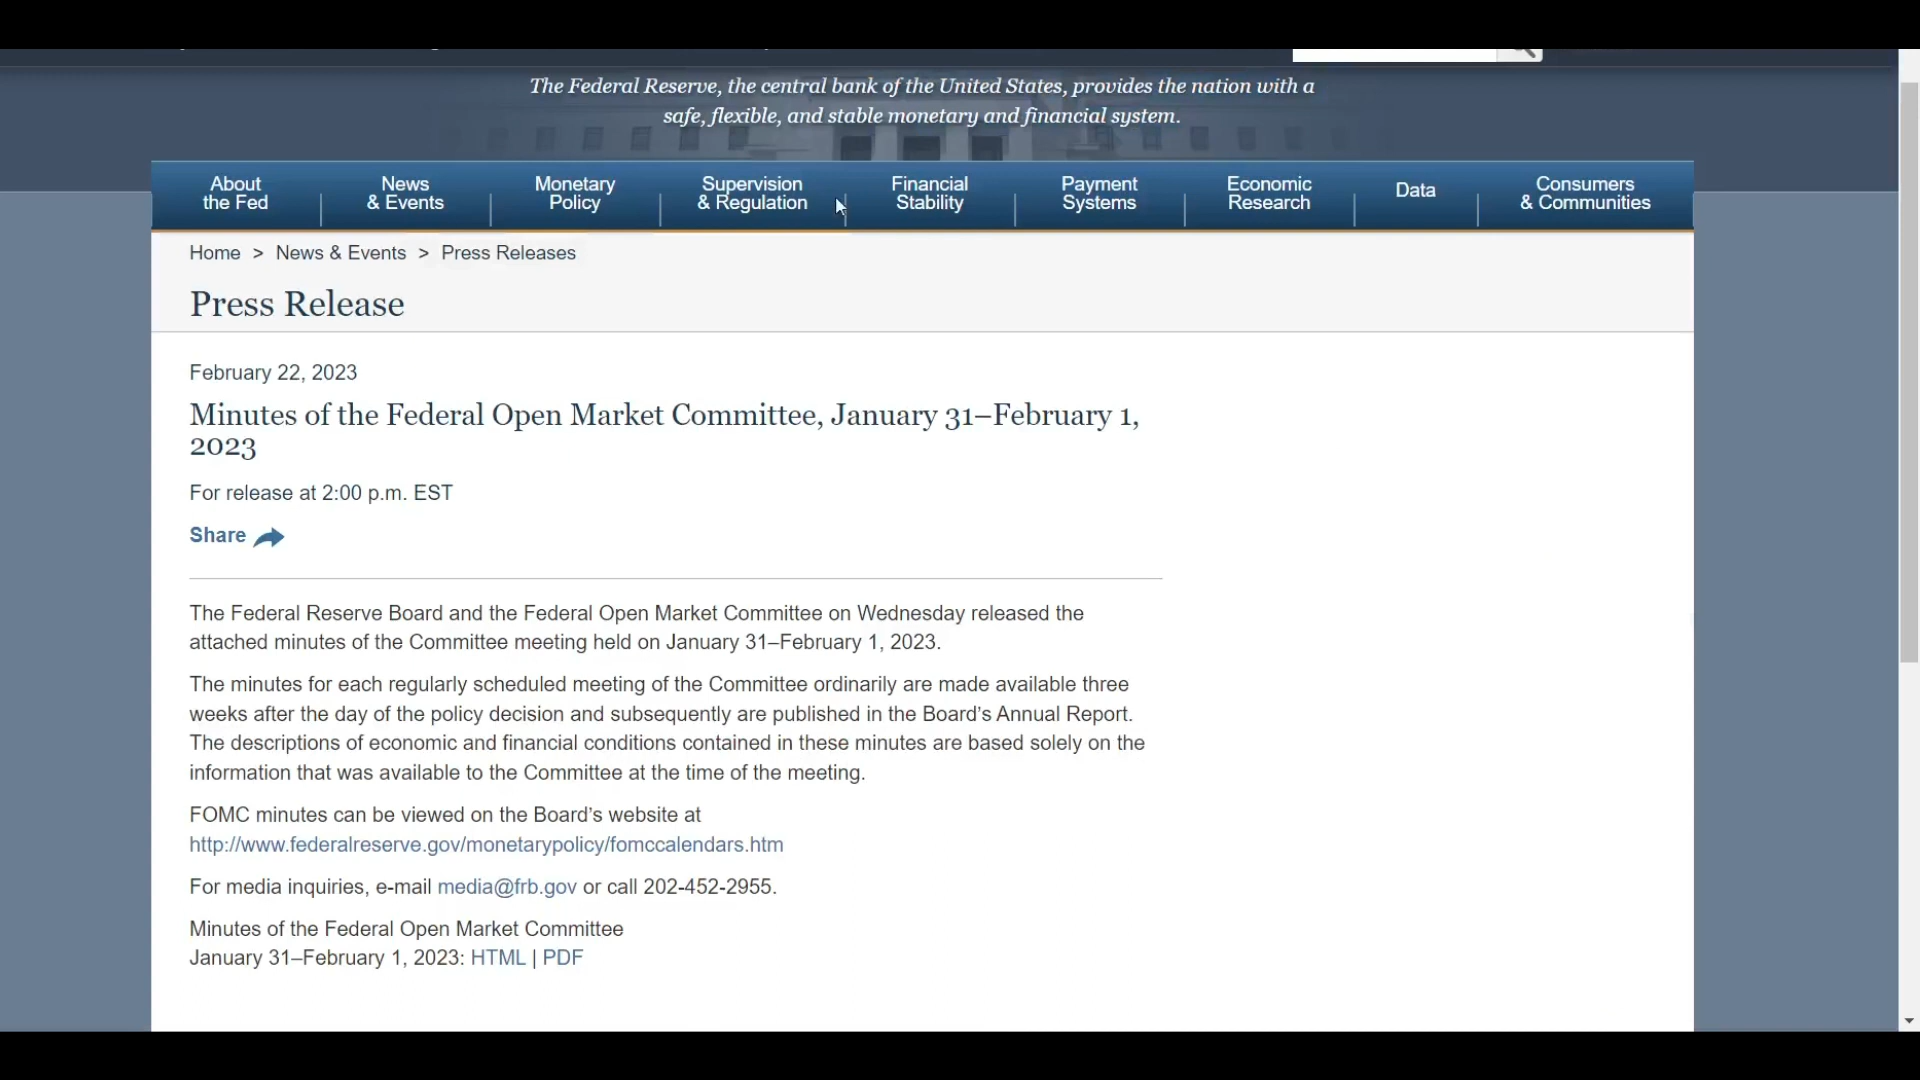 The Federal Reserve, the central bank of the United States, provides the nation with a
safe, flexible, and stable monetary and financial system.
About
the Fed
News
& Events
Monetary
Policy
Supervision
& Regulation
Financial
Stability
Payment
Systems
Economic
Research
Data
Consumers
& Communities
Home > News & Events > Press Releases
Press Release
February 22, 2023
Minutes of the Federal Open Market Committee, January 31–February 1,
2023
For release at 2:00 p.m. EST
Share
The Federal Reserve Board and the Federal Open Market Committee on Wednesday released the
attached minutes of the Committee meeting held on January 31–February 1, 2023.
The minutes for each regularly scheduled meeting of the Committee ordinarily are made available three
weeks after the day of the policy decision and subsequently are published in the Board’s Annual Report.
The descriptions of economic and financial conditions contained in these minutes are based solely on the
information that was available to the Committee at the time of the meeting.
FOMC minutes can be viewed on the Board’s website at
http://www.federalreserve.gov/monetarypolicy/fomccalendars.htm
For media inquiries, e-mail media@frb.gov or call 202-452-2955.
Minutes of the Federal Open Market Committee
January 31–February 1, 2023: HTML | PDF